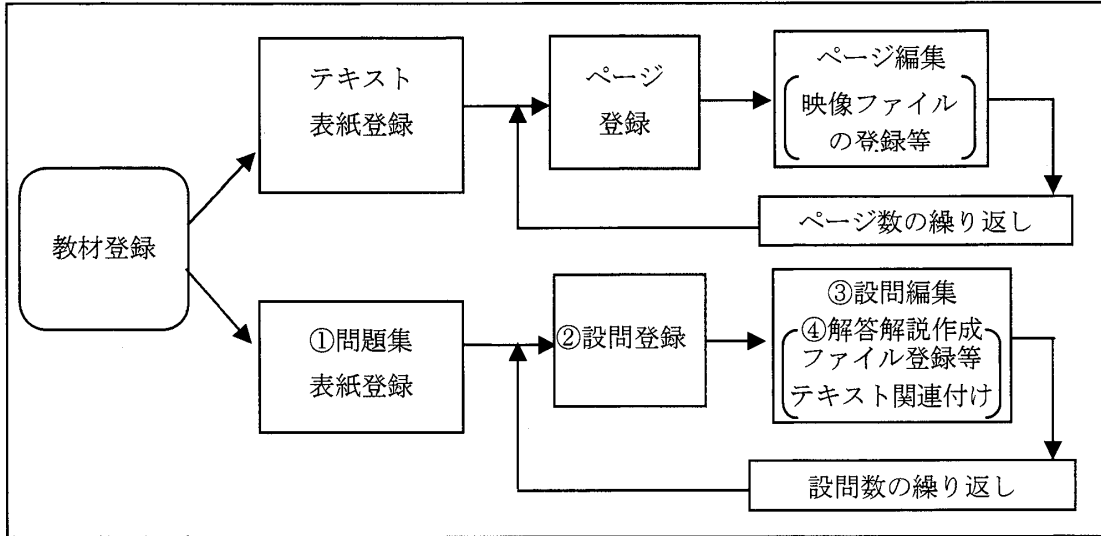 教材登録
テキスト
表紙登録
ページ
登録
ページ編集
映像ファイル
の登録等
ページ数の繰り返し
①問題集
表紙登録
②設問登録
③設問編集
④解答解説作成
ファイル登録等
テキスト関連付け
設問数の繰り返し